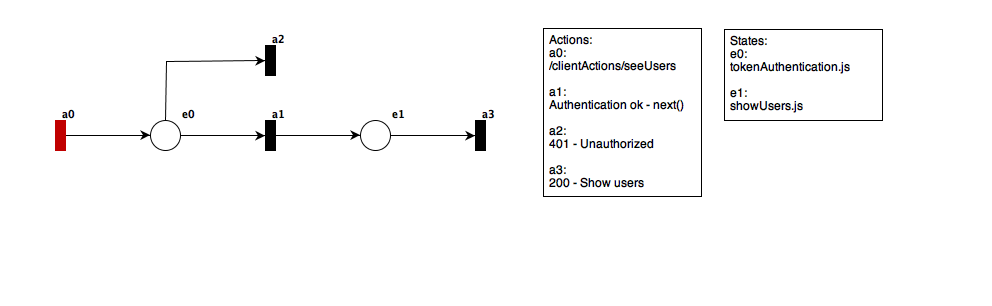 a2
a0
e0
a1
e1
a3
Actions:
a0:
/clientActions/seeUsers
a1:
Authentication ok - next()
a2:
401 - Unauthorized
a3:
200 - Show users
States:
e0:
tokenAuthentication.js
e1:
showUsers.js